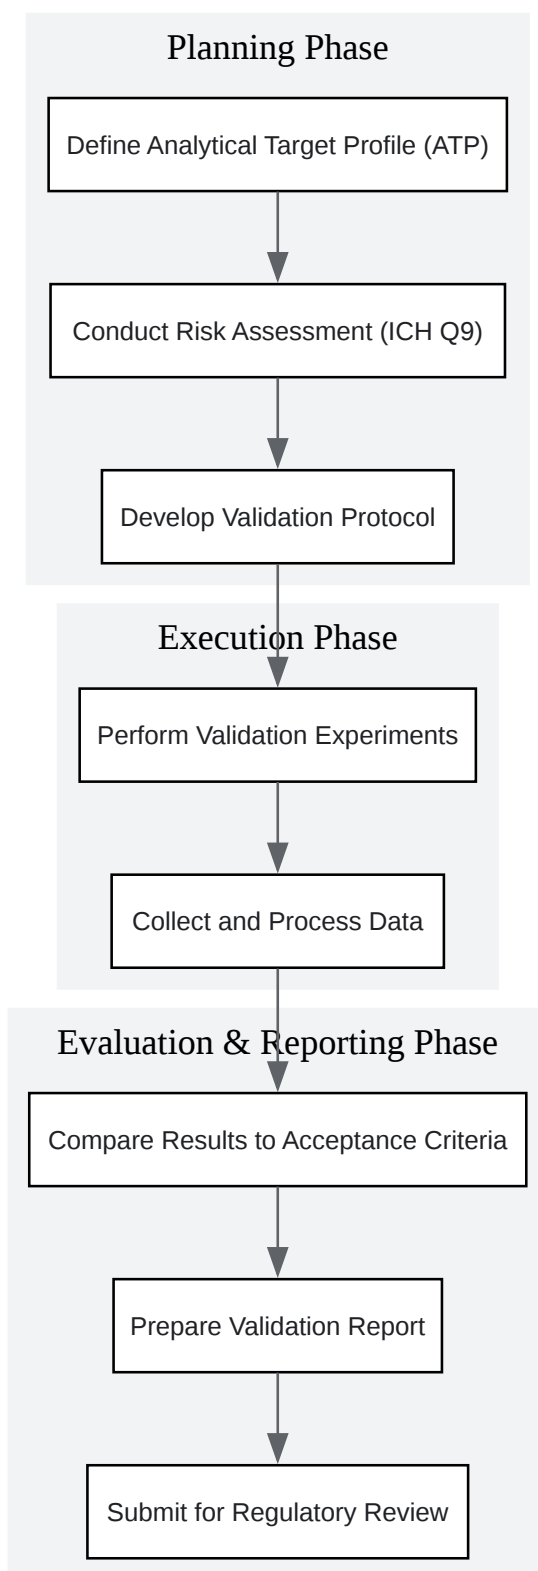 Planning Phase
Define Analytical Target Profile (ATP)
Conduct Risk Assessment (ICH Q9)
Develop Validation Protocol
Execution Phase
Perform Validation Experiments
Collect and Process Data
Evaluation & Reporting Phase
Compare Results to Acceptance Criteria
Prepare Validation Report
Submit for Regulatory Review